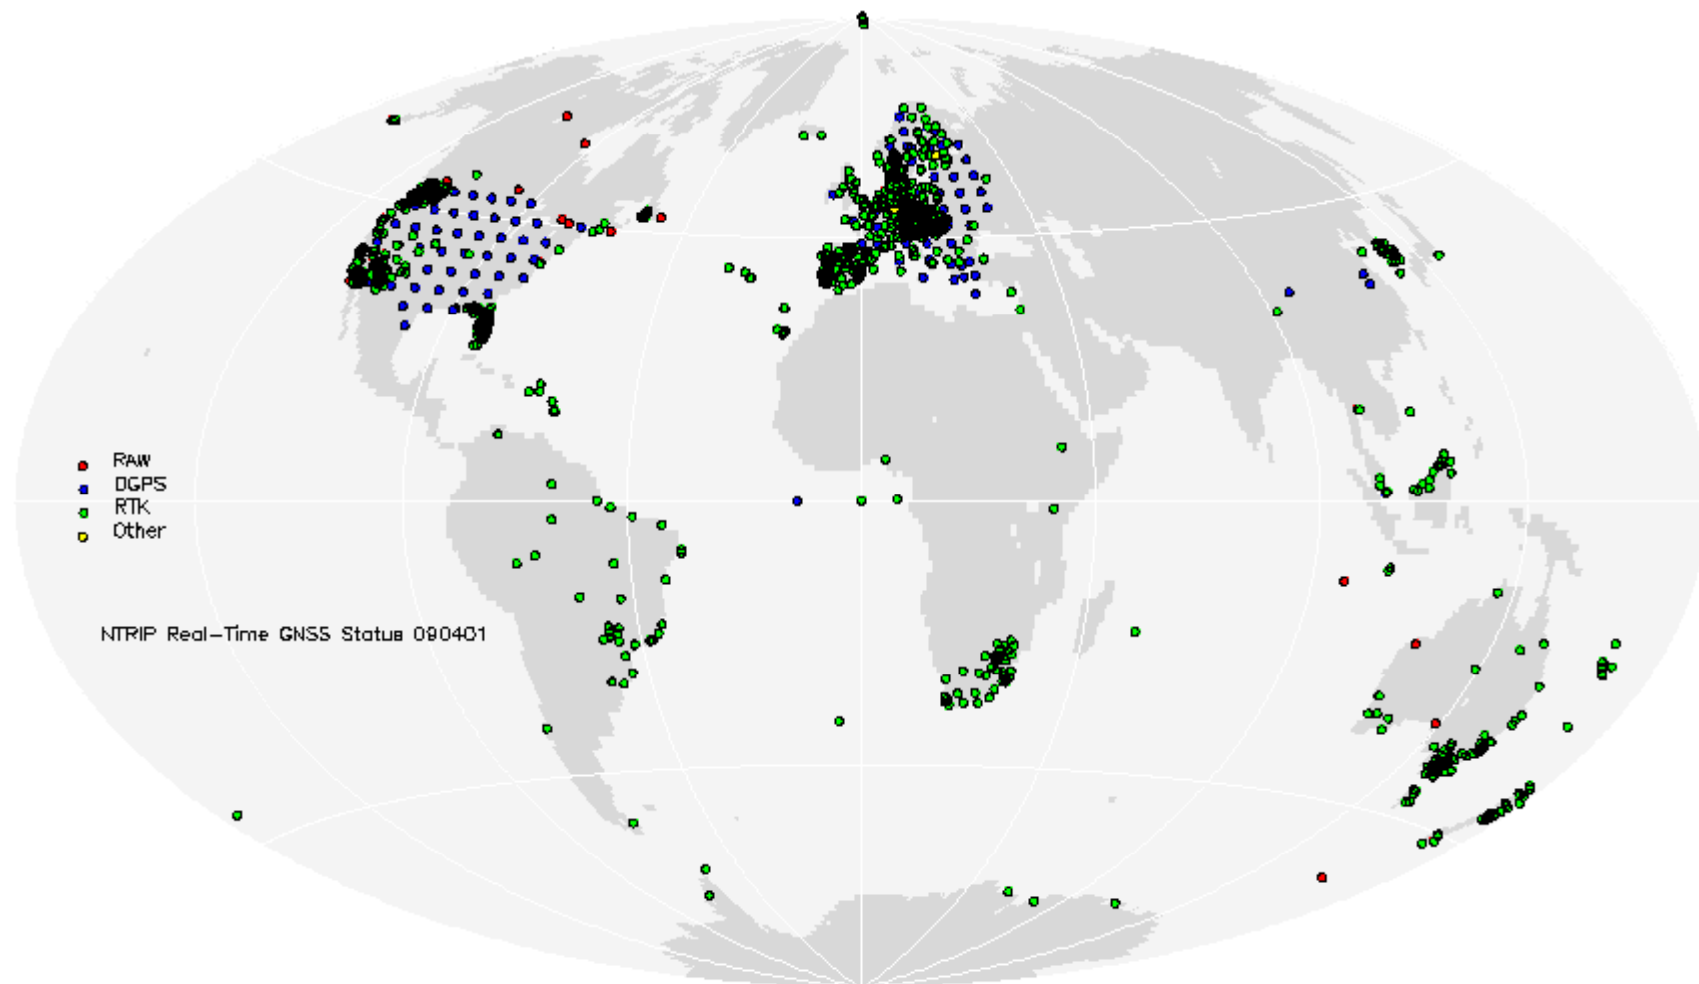 RAW
DGPS
RTK
Other
NTRIP Real-Time GNSS Status 090401